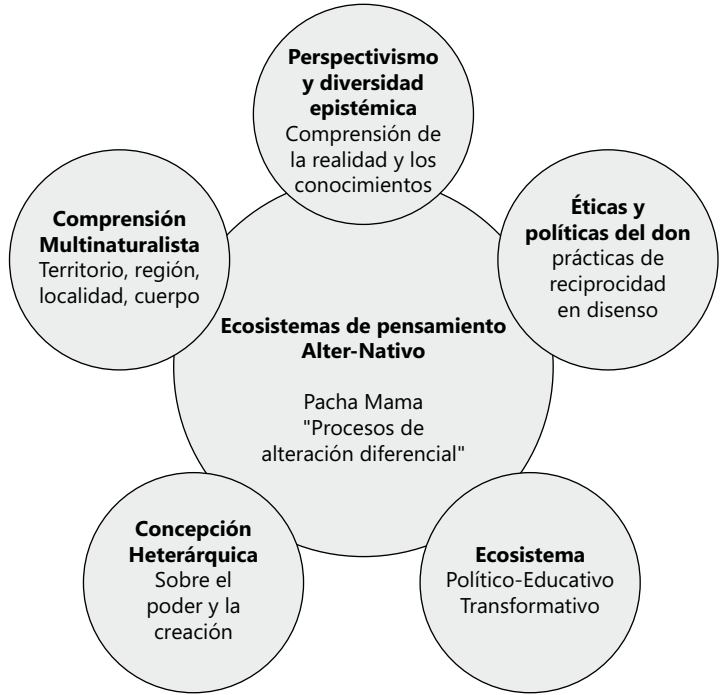 Perspectivismo
y diversidad
epistémica
Comprensión de
la realidad y los
conocimientos
Comprensión
Multinaturalista
Territorio, región,
localidad, cuerpo
Éticas y
políticas del don
prácticas de
reciprocidad
en disenso
Ecosistemas de pensamiento
Alter-Nativo
Pacha Mama
"Procesos de
alteración diferencial"
Concepción
Heterárquica
Sobre el
poder y la
creación
Ecosistema
Político-Educativo
Transformativo